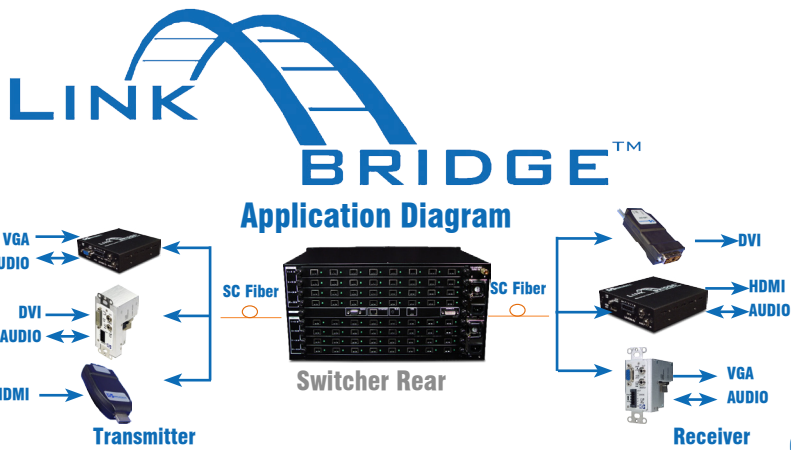 LINK
BRIDGE™
Application Diagram
VGA
UDIO
DVI
AUDIO
HDMI
Transmitter
SC Fiber
Switcher Rear
SC Fiber
DVI
HDMI
AUDIO
VGA
AUDIO
Receiver